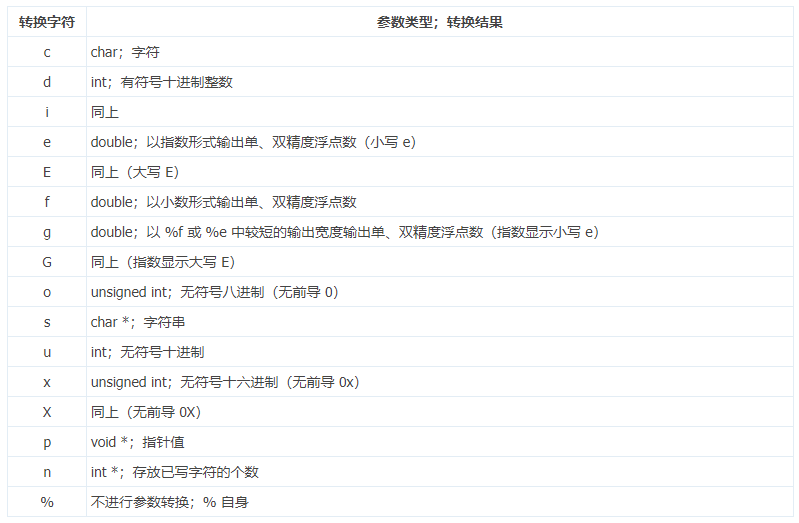 转换字符 参数类型；转换结果
c char；字符
d int；有符号十进制整数
i 同上
e double；以指数形式输出单、双精度浮点数（小写 e）
E 同上（大写 E）
f double；以小数形式输出单、双精度浮点数
g double；以 %f 或 %e 中较短的输出宽度输出单、双精度浮点数（指数显示小写 e）
G 同上（指数显示大写 E）
o unsigned int；无符号八进制（无前导 0）
s char *；字符串
u int；无符号十进制
x unsigned int；无符号十六进制（无前导 0x）
X 同上（无前导 0X）
p void *；指针值
n int *；存放已写字符的个数
% 不进行参数转换；% 自身